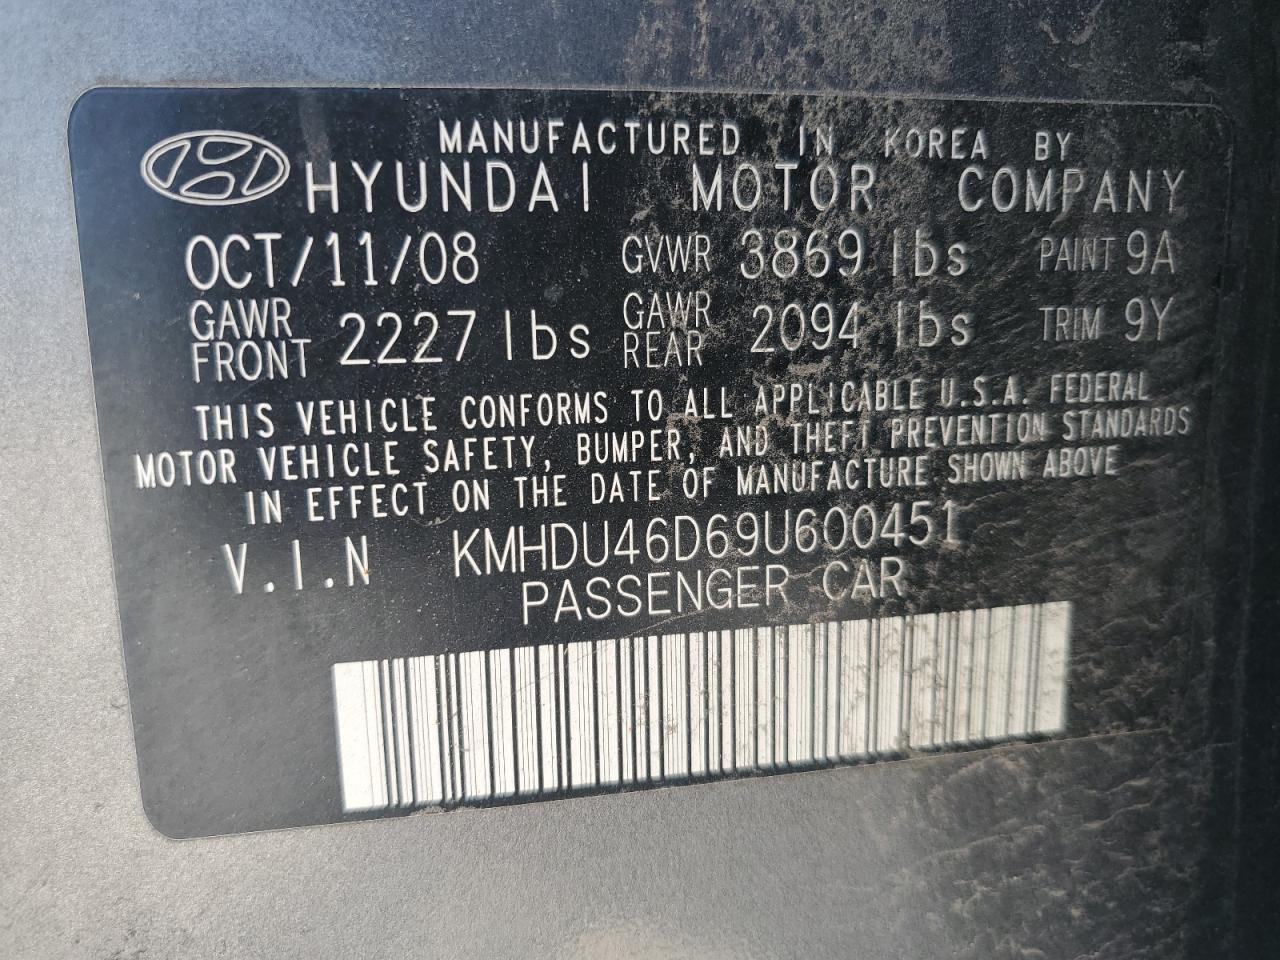 MANUFACTURED IN KOREA BY
HYUNDAI MOTOR COMPANY
OCT/11/08 GVWR 3869 lbs PAINT 9A
GAWR FRONT 2227 lbs GAWR REAR 2094 lbs TRIM 9Y
THIS VEHICLE CONFORMS TO ALL APPLICABLE U.S.A. FEDERAL
MOTOR VEHICLE SAFETY, BUMPER, AND THEFT PREVENTION STANDARDS
IN EFFECT ON THE DATE OF MANUFACTURE SHOWN ABOVE
V.I.N KMHDU46D69U600451
PASSENGER CAR